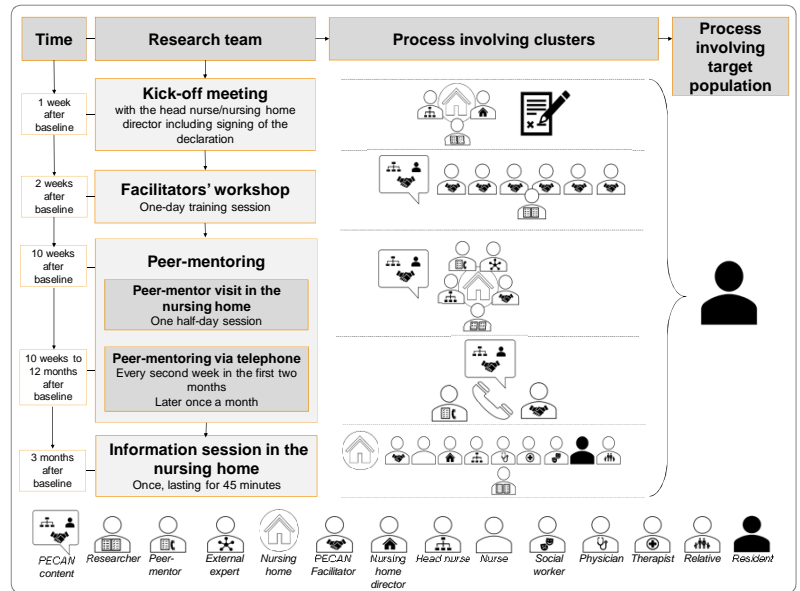 Time
Research team
Process involving clusters
Process
involving
target
population
1 week
after
baseline
Kick-off meeting
with the head nurse/nursing home
director including signing of the
declaration
2 weeks
after
baseline
Facilitators' workshop
One-day training session
10 weeks
after
baseline
Peer-mentoring
Peer-mentor visit in the
nursing home
One half-day session
10 weeks to
12 months
after
baseline
Peer-mentoring via telephone
Every second week in the first two
months
Later once a month
3 months
after
baseline
Information session in the
nursing home
Once, lasting for 45 minutes
PECAN
content
Researcher
Peer-
mentor
External
expert
Nursing
home
PECAN
Facilitator
Nursing
home
director
Head nurse
Nurse
Social
worker
Physician
Therapist
Relative
Resident